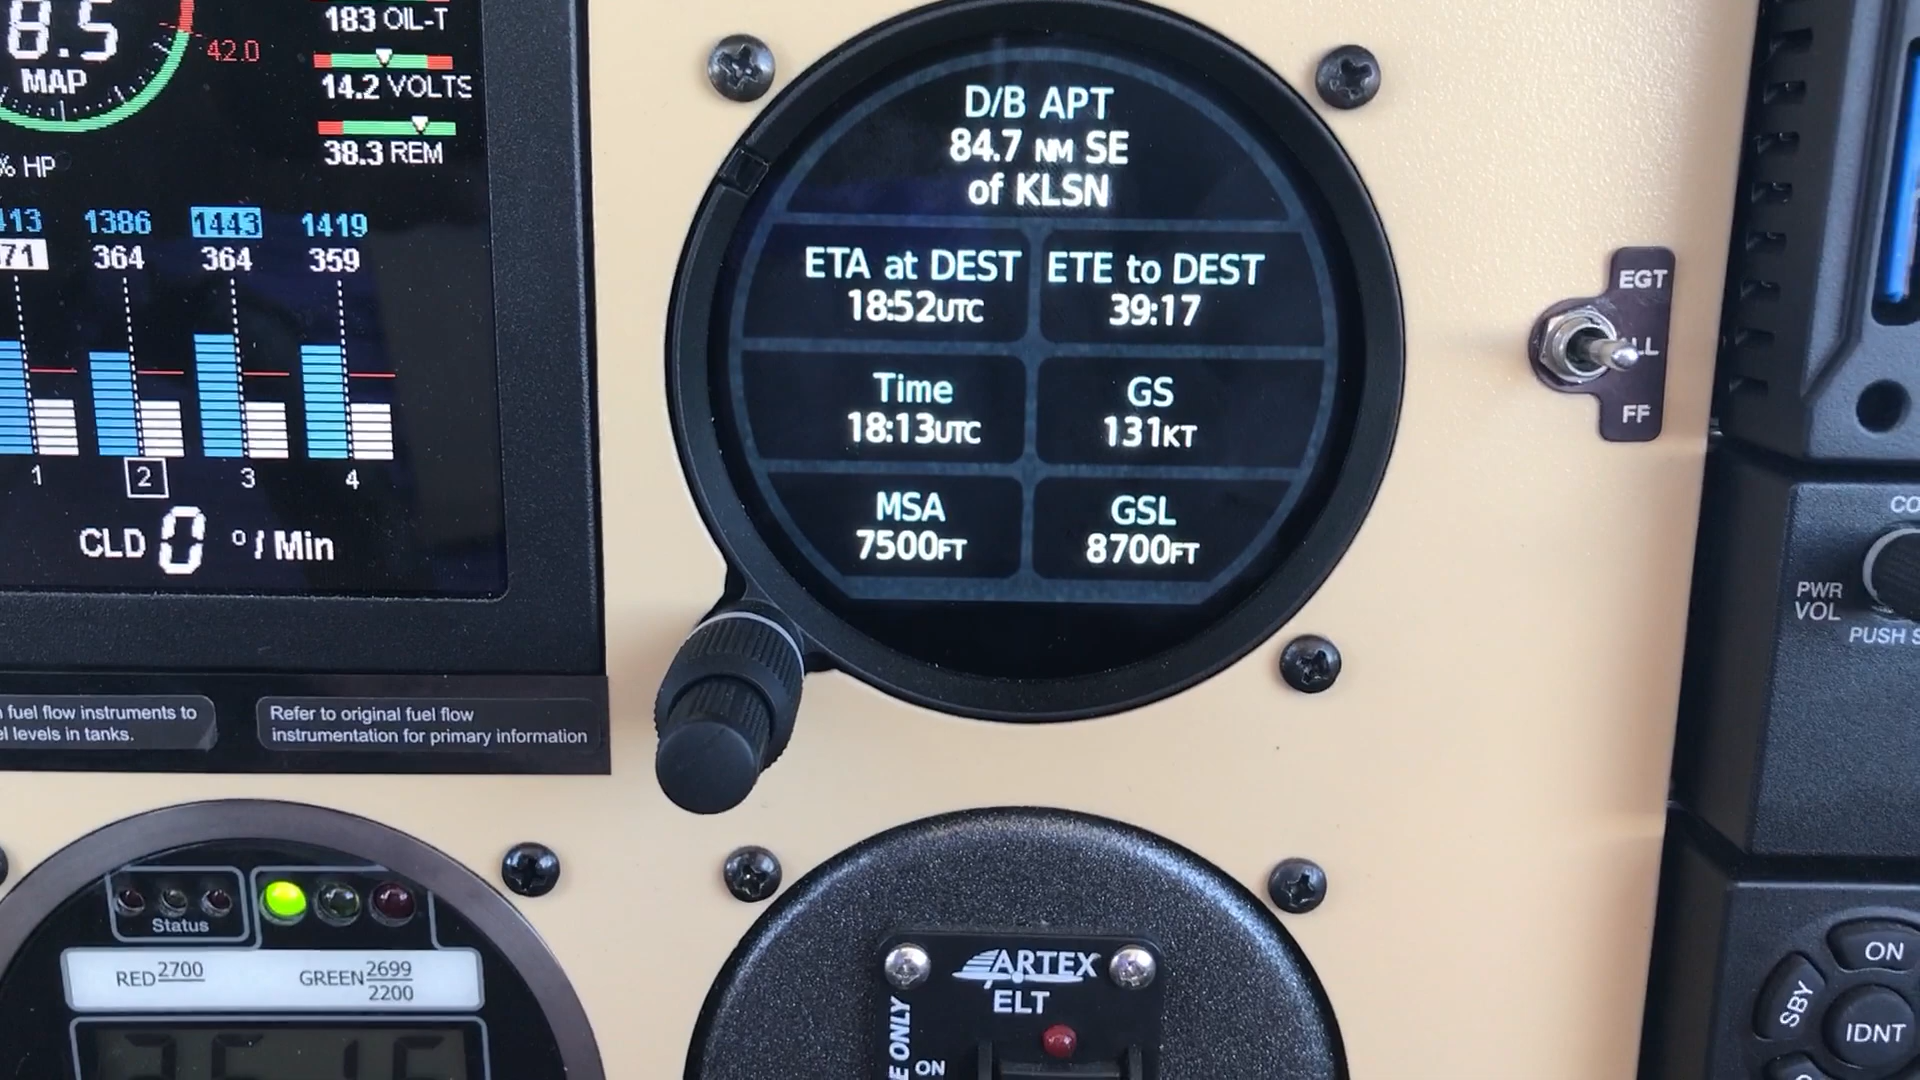 8.5
MAP
42.0
183 OIL-T
14.2 VOLTS
38.3 REM
% HP
1386 1443 1419
71 364 364 359
1 2 3 4
CLD 0 °/ Min
fuel flow instruments to
levels in tanks.
Refer to original fuel flow
instrumentation for primary information
D/B APT
84.7 NM SE
of KLSN
ETA at DEST
18:52UTC
ETE to DEST
39:17
Time
18:13UTC
GS
131KT
MSA
7500FT
GSL
8700FT
EGT
FF
PWR
VOL
PUSH
Status
RED 2700
GREEN 2699
2200
ARTEX
ELT
ONLY
ON
ON
SBY
IDNT